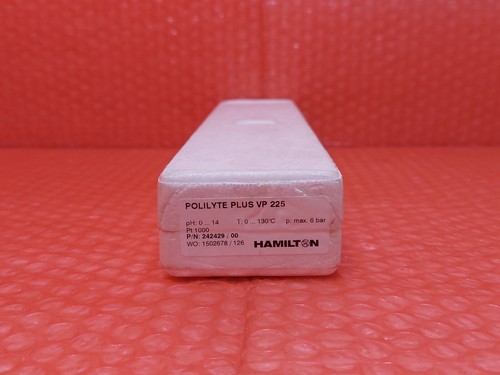 POLILYTE PLUS VP 225
pH: 0 ... 14 T: 0 ... 130°C p: max. 6 bar
Pt 1000
P/N: 242429 / 00
WO: 1502678 / 126 HAMILTON